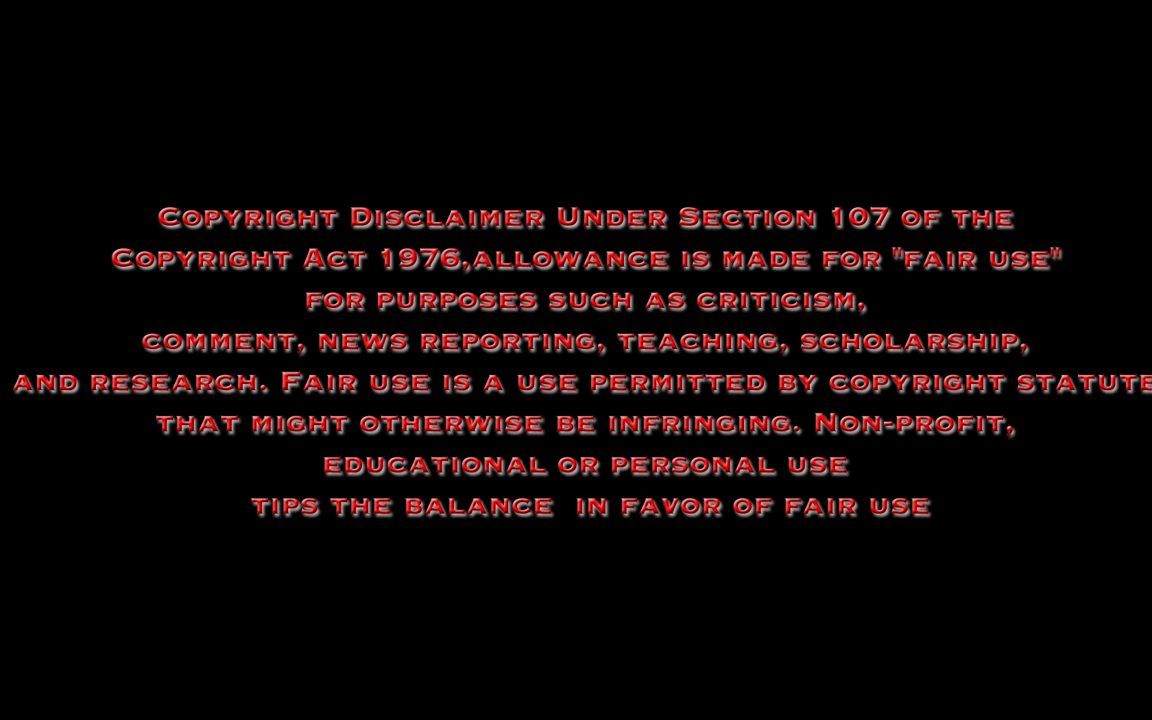 Copyright Disclaimer Under Section 107 of the
Copyright Act 1976,allowance is made for "fair use"
for purposes such as criticism,
comment, news reporting, teaching, scholarship,
and research. Fair use is a use permitted by copyright statute
that might otherwise be infringing. Non-profit,
educational or personal use
tips the balance  in favor of fair use